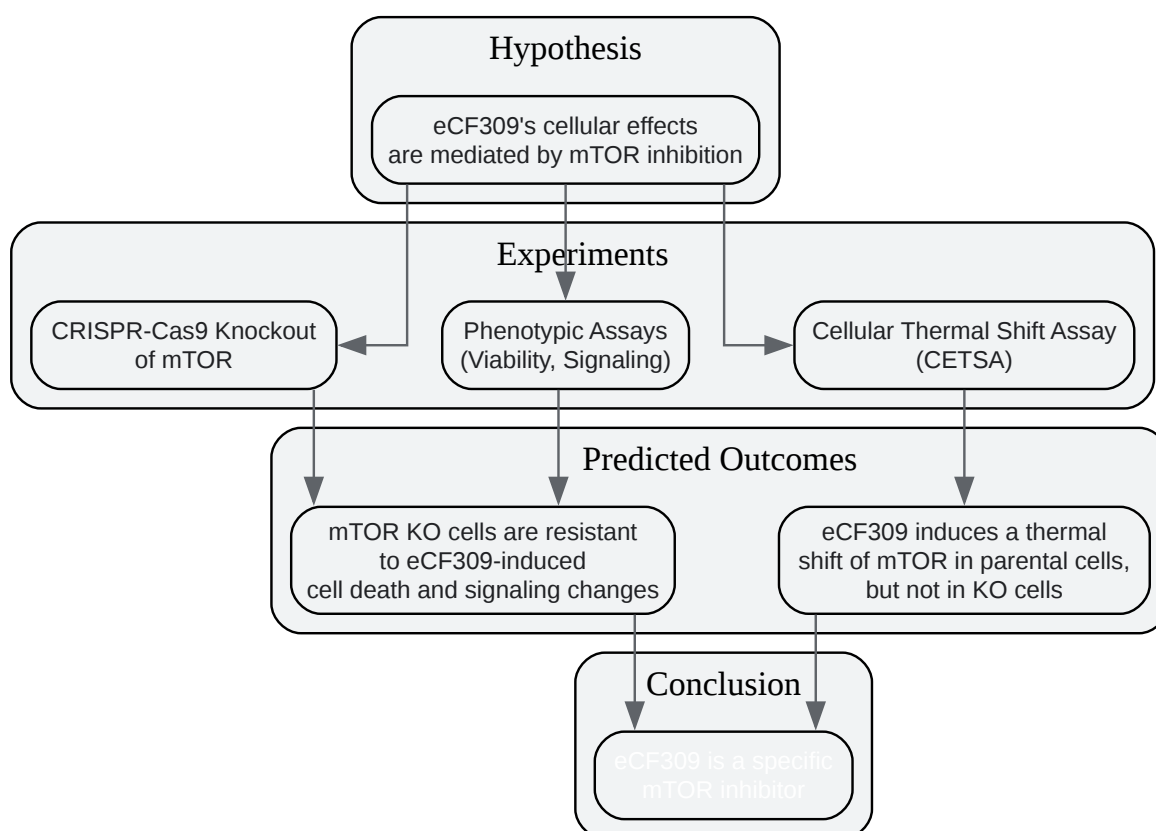 Hypothesis
eCF309's cellular effects
are mediated by mTOR inhibition
Experiments
CRISPR-Cas9 Knockout
of mTOR
Phenotypic Assays
(Viability, Signaling)
Cellular Thermal Shift Assay
(CETSA)
Predicted Outcomes
mTOR KO cells are resistant
to eCF309-induced
cell death and signaling changes
eCF309 induces a thermal
shift of mTOR in parental cells,
but not in KO cells
Conclusion
eCF309 is a specific
mTOR inhibitor